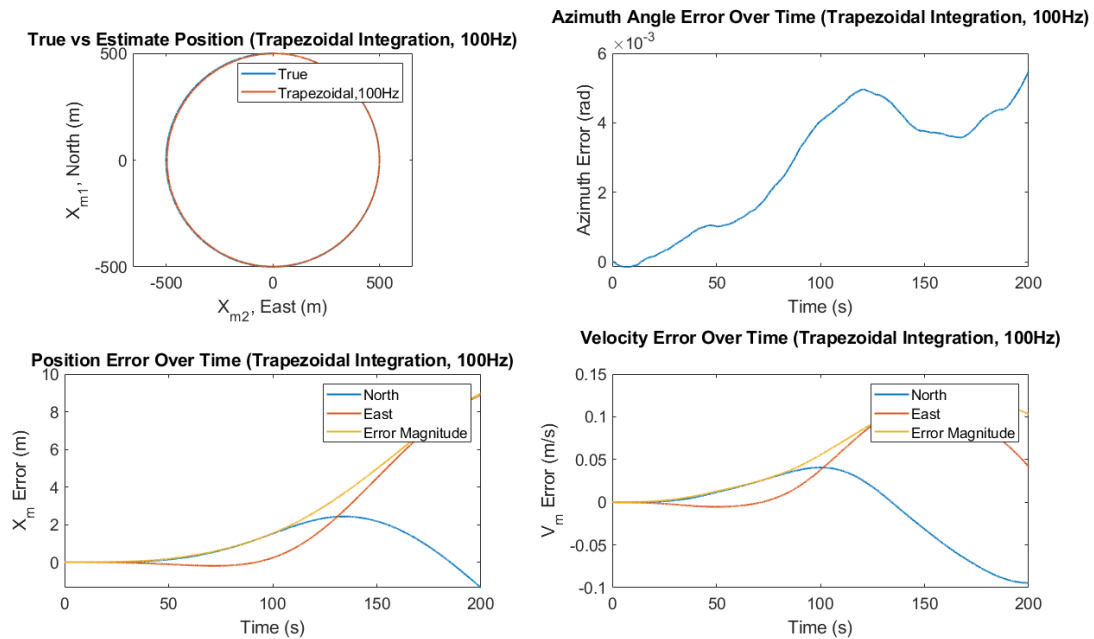 True vs Estimate Position (Trapezoidal Integration, 100Hz)
500
0
-500
-500
0
500
X_m1, North (m)
X_m2, East (m)
True
Trapezoidal,100Hz
Azimuth Angle Error Over Time (Trapezoidal Integration, 100Hz)
×10^-3
6
4
2
0
0
50
100
150
200
Azimuth Error (rad)
Time (s)
Position Error Over Time (Trapezoidal Integration, 100Hz)
10
8
6
4
2
0
0
50
100
150
200
X_m Error (m)
Time (s)
North
East
Error Magnitude
Velocity Error Over Time (Trapezoidal Integration, 100Hz)
0.15
0.1
0.05
0
-0.05
-0.1
0
50
100
150
200
V_m Error (m/s)
Time (s)
North
East
Error Magnitude